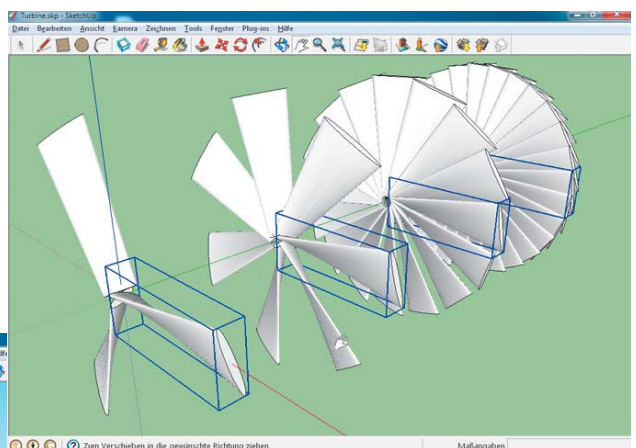 Turbine.skp - SketchUp
Datei Bearbeiten Ansicht Kamera Zeichnen Tools Fenster Plug-ins Hilfe
Zum Verschieben in die gewünschte Richtung ziehen Maßangaben